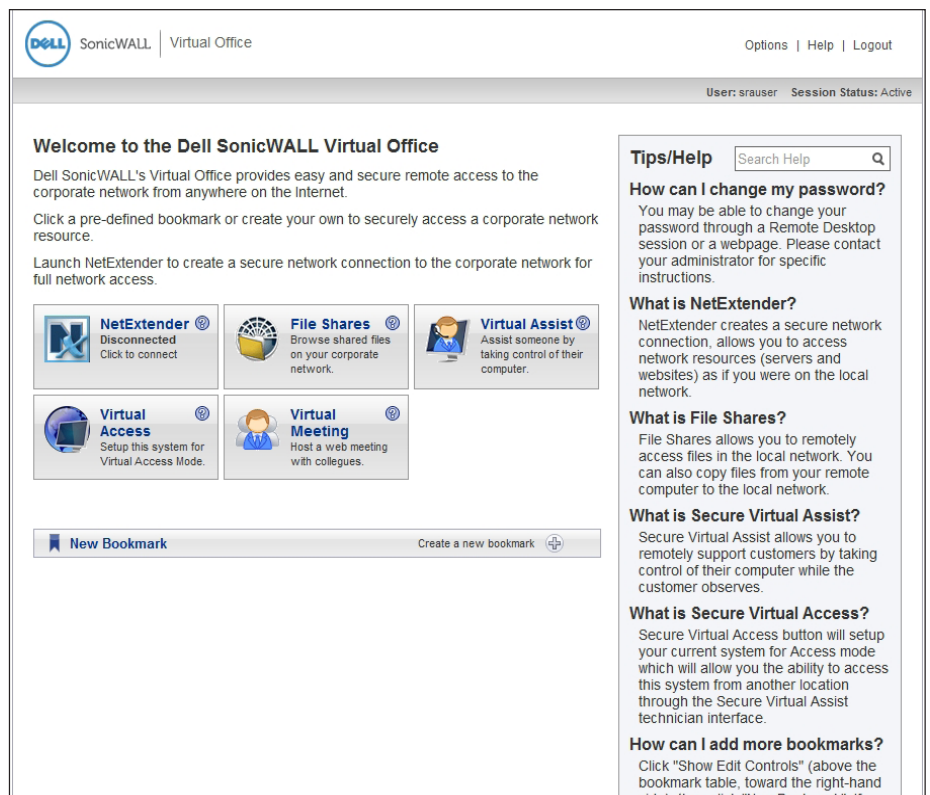 DELL SonicWALL | Virtual Office
Options | Help | Logout
User: srauser Session Status: Active
Welcome to the Dell SonicWALL Virtual Office
Dell SonicWALL's Virtual Office provides easy and secure remote access to the
corporate network from anywhere on the Internet.
Click a pre-defined bookmark or create your own to securely access a corporate network
resource.
Launch NetExtender to create a secure network connection to the corporate network for
full network access.
NetExtender
Disconnected
Click to connect
File Shares
Browse shared files
on your corporate
network.
Virtual Assist
Assist someone by
taking control of their
computer.
Virtual
Access
Setup this system for
Virtual Access Mode.
Virtual
Meeting
Host a web meeting
with collegues.
New Bookmark
Create a new bookmark
Tips/Help
Search Help
How can I change my password?
You may be able to change your
password through a Remote Desktop
session or a webpage. Please contact
your administrator for specific
instructions.
What is NetExtender?
NetExtender creates a secure network
connection, allows you to access
network resources (servers and
websites) as if you were on the local
network.
What is File Shares?
File Shares allows you to remotely
access files in the local network. You
can also copy files from your remote
computer to the local network.
What is Secure Virtual Assist?
Secure Virtual Assist allows you to
remotely support customers by taking
control of their computer while the
customer observes.
What is Secure Virtual Access?
Secure Virtual Access button will setup
your current system for Access mode
which will allow you the ability to access
this system from another location
through the Secure Virtual Assist
technician interface.
How can I add more bookmarks?
Click "Show Edit Controls" (above the
bookmark table, toward the right-hand